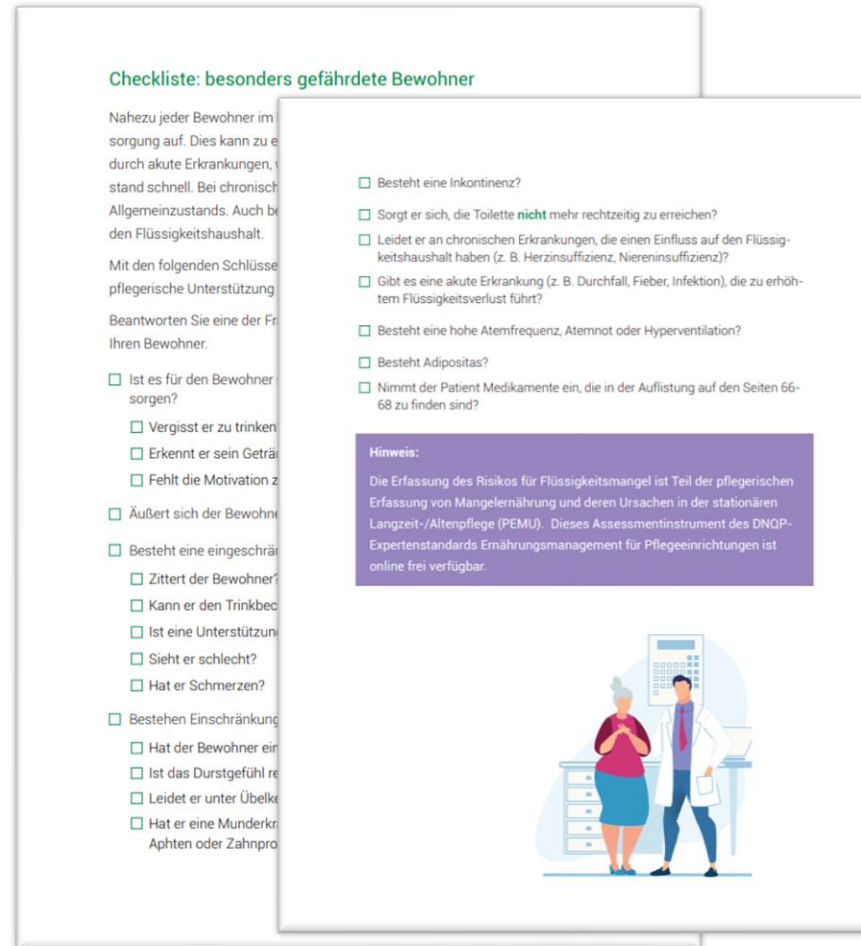 Checkliste: besonders gefährdete Bewohner
Nahezu jeder Bewohner im
sorgung auf. Dies kann zu
durch akute Erkrankungen,
stand schnell. Bei chronisch
Allgemeinzustands. Auch
den Flüssigkeitshaushalt.
Mit den folgenden Schlüsse
pflegerische Unterstützung
Beantworten Sie eine der
Ihren Bewohner.
Ist es für den Bewohner
sorgen?
Vergisst er zu trinken
Erkennt er sein Geträ
Fehlt die Motivation z
Äußert sich der Bewohne
Besteht eine eingeschrän
Zittert der Bewohner?
Kann er den Trinkbec
Ist eine Unterstützun
Sieht er schlecht?
Hat er Schmerzen?
Bestehen Einschränkung
Hat der Bewohner ein
Ist das Durstgefühl re
Leidet er unter Übelke
Hat er eine Munderkr
Aphten oder Zahnpro
Besteht eine Inkontinenz?
Sorgt er sich, die Toilette nicht mehr rechtzeitig zu erreichen?
Leidet er an chronischen Erkrankungen, die einen Einfluss auf den Flüssig-
keitshaushalt haben (z. B. Herzinsuffizienz, Niereninsuffizienz)?
Gibt es eine akute Erkrankung (z. B. Durchfall, Fieber, Infektion), die zu erhöh-
tem Flüssigkeitsverlust führt?
Besteht eine hohe Atemfrequenz, Atemnot oder Hyperventilation?
Besteht Adipositas?
Nimmt der Patient Medikamente ein, die in der Auflistung auf den Seiten 66-
68 zu finden sind?
Hinweis:
Die Erfassung des Risikos für Flüssigkeitsmangel ist Teil der pflegerischen
Erfassung von Mangelernährung und deren Ursachen in der stationären
Langzeit-/Altenpflege (PEMU). Dieses Assessmentinstrument des DNQP-
Expertenstandards Ernährungsmanagement für Pflegeeinrichtungen ist
online frei verfügbar.